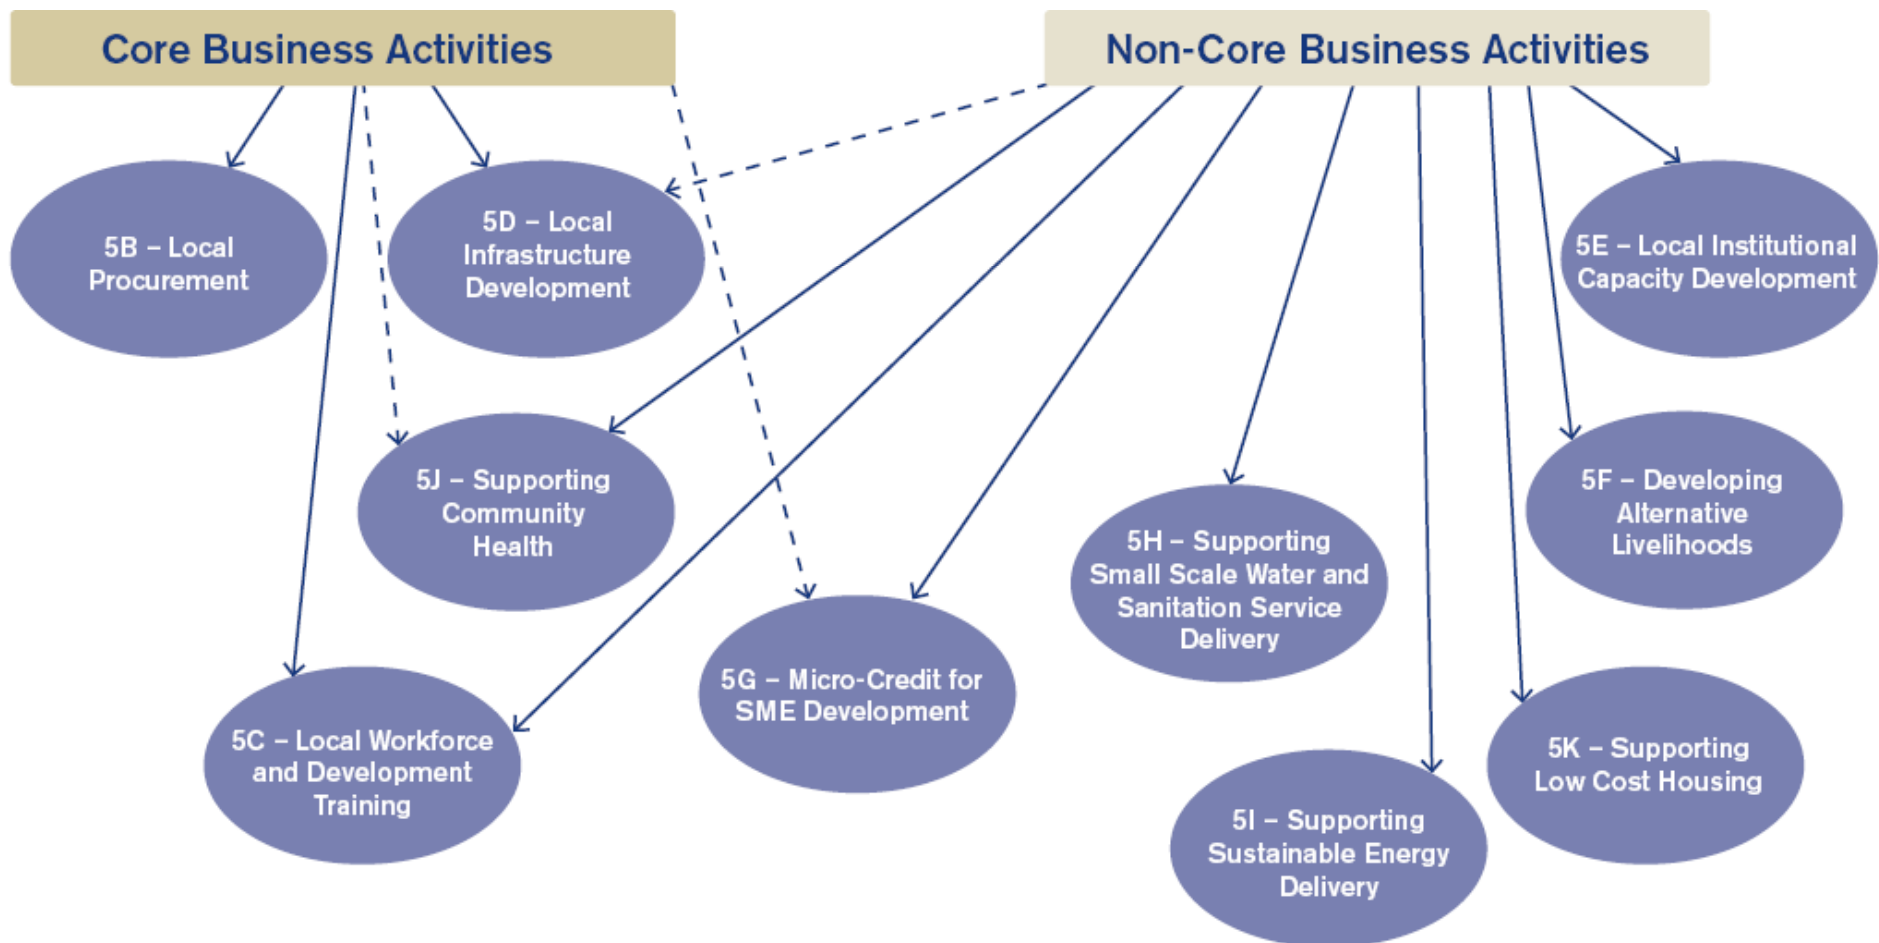 Core Business Activities
Non-Core Business Activities
5B – Local
Procurement
5D – Local
Infrastructure
Development
5E – Local Institutional
Capacity Development
5J – Supporting
Community
Health
5F – Developing
Alternative
Livelihoods
5H – Supporting
Small Scale Water and
Sanitation Service
Delivery
5G – Micro-Credit for
SME Development
5C – Local Workforce
and Development
Training
5K – Supporting
Low Cost Housing
5I – Supporting
Sustainable Energy
Delivery